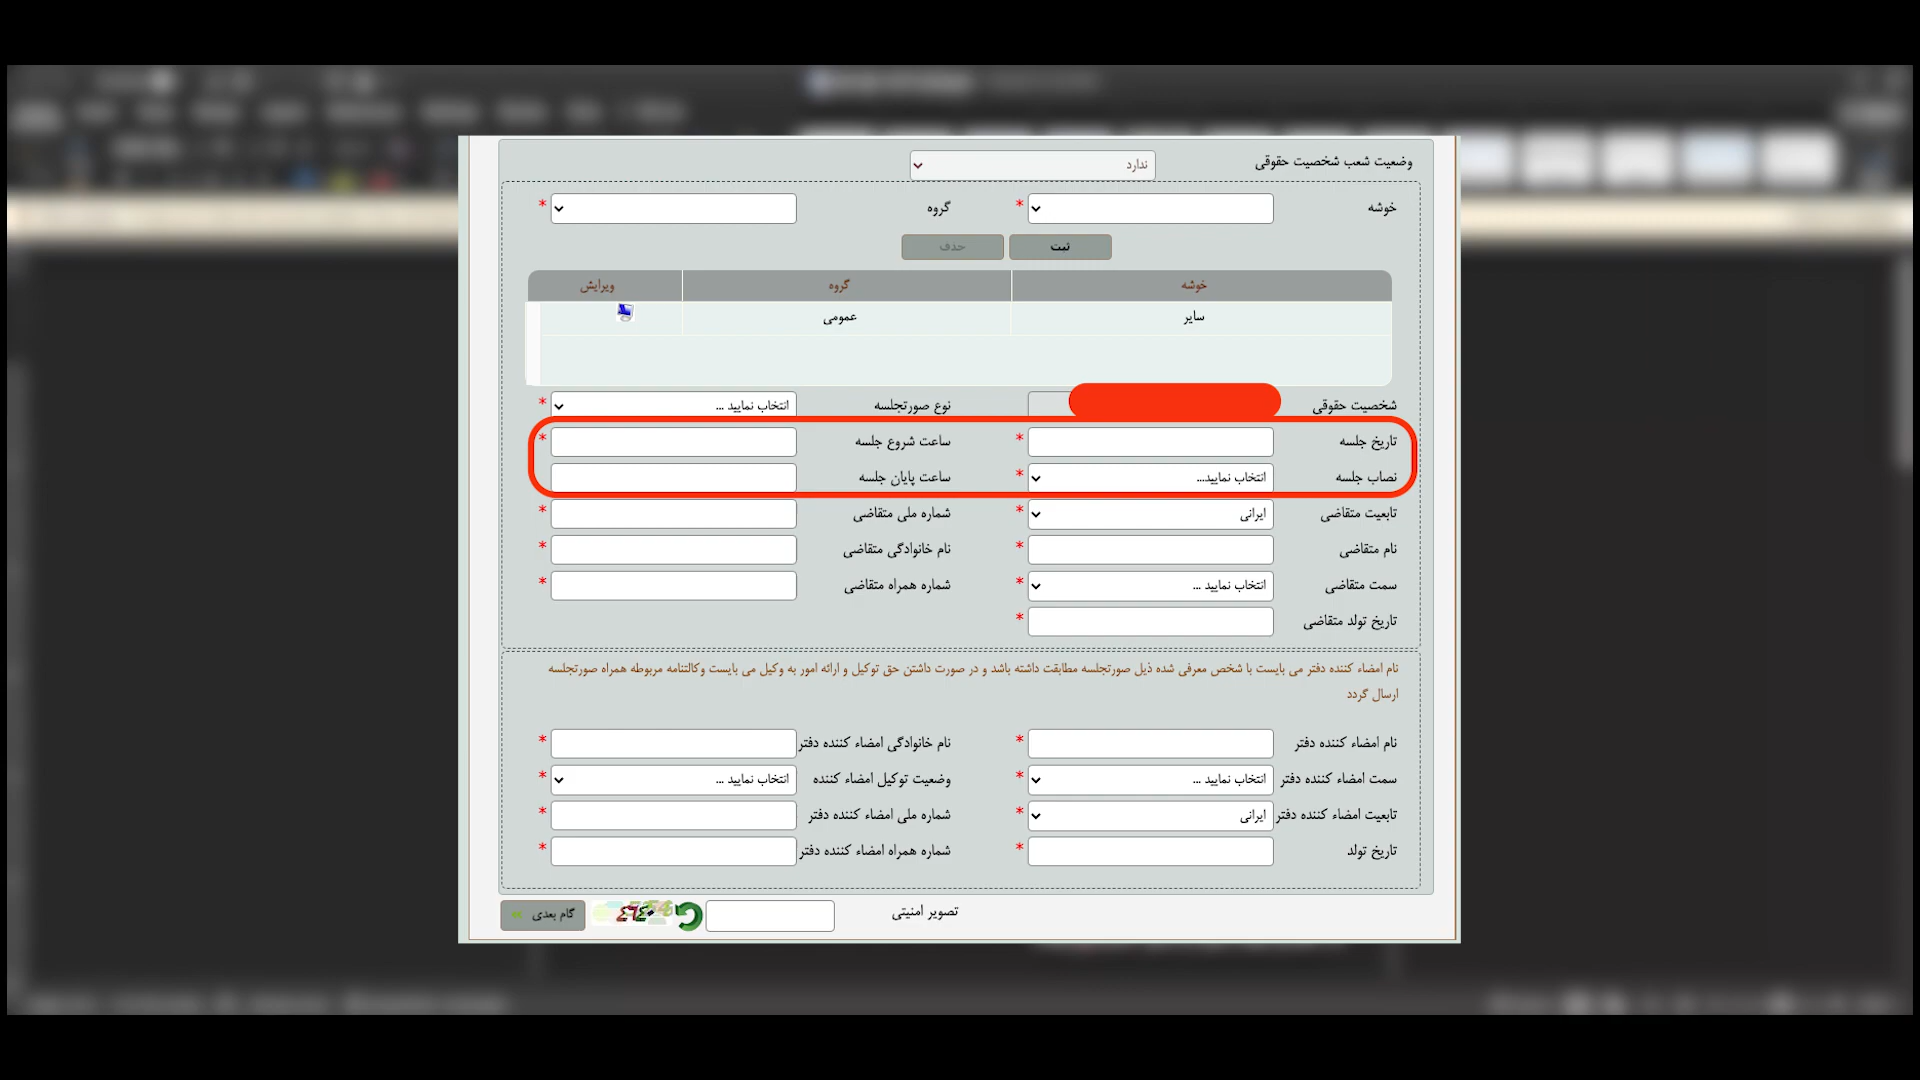 وضعیت شعب شخصیت حقوقی ندارد
خوشه * گروه *
ثبت حذف
خوشه گروه ویرایش
سایر عمومی
شخصیت حقوقی نوع صورتجلسه انتخاب نمایید ... *
تاریخ جلسه * ساعت شروع جلسه *
نصاب جلسه انتخاب نمایید... * ساعت پایان جلسه
تابعیت متقاضی ایرانی * شماره ملی متقاضی *
نام متقاضی * نام خانوادگی متقاضی *
سمت متقاضی انتخاب نمایید ... * شماره همراه متقاضی *
تاریخ تولد متقاضی *
نام امضاء کننده دفتر می بایست با شخص معرفی شده ذیل صورتجلسه مطابقت داشته باشد و در صورت داشتن حق توکیل و ارائه امور به وکیل می بایست وکالتنامه مربوطه همراه صورتجلسه
ارسال گردد
نام امضاء کننده دفتر * نام خانوادگی امضاء کننده دفتر *
سمت امضاء کننده دفتر انتخاب نمایید ... * وضعیت توکیل امضاء کننده انتخاب نمایید ... *
تابعیت امضاء کننده دفتر ایرانی * شماره ملی امضاء کننده دفتر *
تاریخ تولد * شماره همراه امضاء کننده دفتر *
تصویر امنیتی گام بعدی